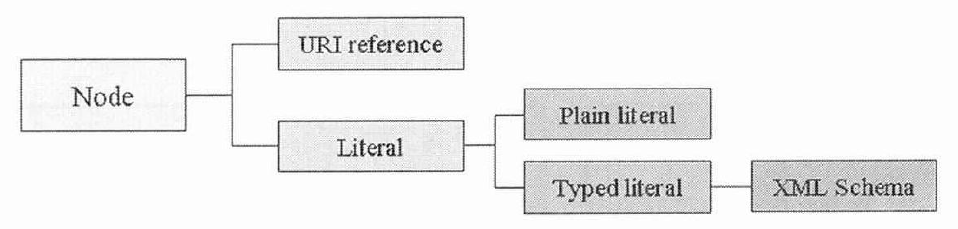 URI reference
Node
Plain literal
Literal
Typed literal
XML Schema